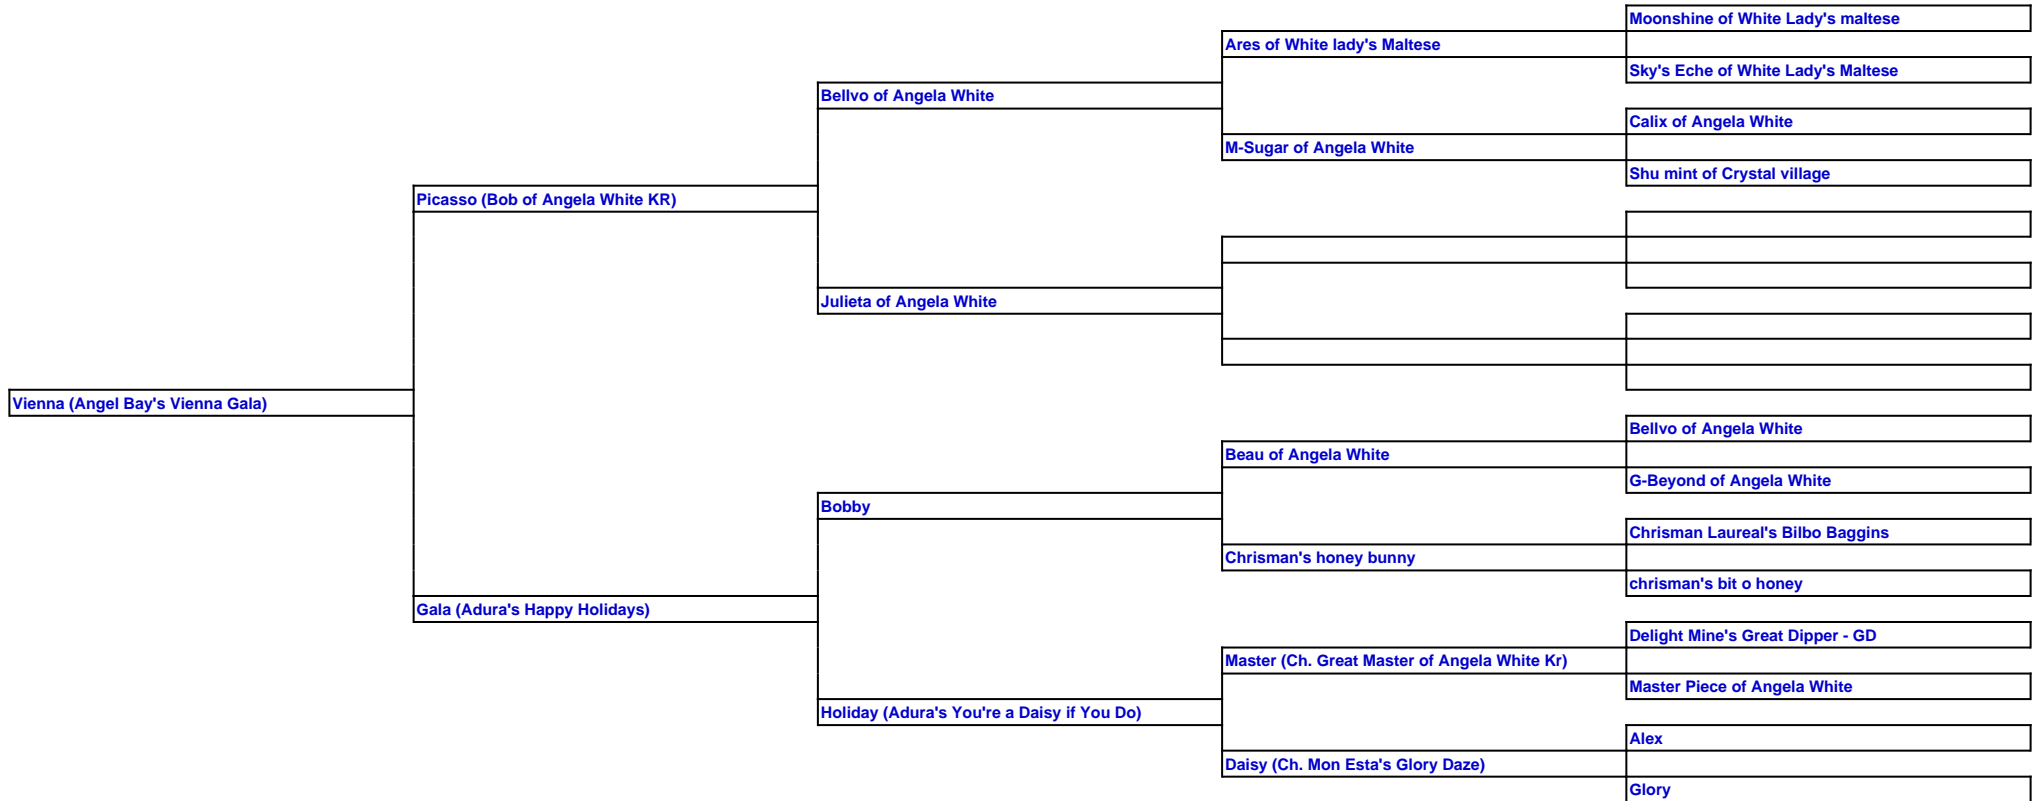 Moonshine of White Lady's maltese
Ares of White lady's Maltese
Sky's Eche of White Lady's Maltese
Bellvo of Angela White
Calix of Angela White
M-Sugar of Angela White
Shu mint of Crystal village
Picasso (Bob of Angela White KR)
Julieta of Angela White
Vienna (Angel Bay's Vienna Gala)
Bellvo of Angela White
Beau of Angela White
G-Beyond of Angela White
Bobby
Chrisman Laureal's Bilbo Baggins
Chrisman's honey bunny
chrisman's bit o honey
Gala (Adura's Happy Holidays)
Delight Mine's Great Dipper - GD
Master (Ch. Great Master of Angela White Kr)
Master Piece of Angela White
Holiday (Adura's You're a Daisy if You Do)
Alex
Daisy (Ch. Mon Esta's Glory Daze)
Glory